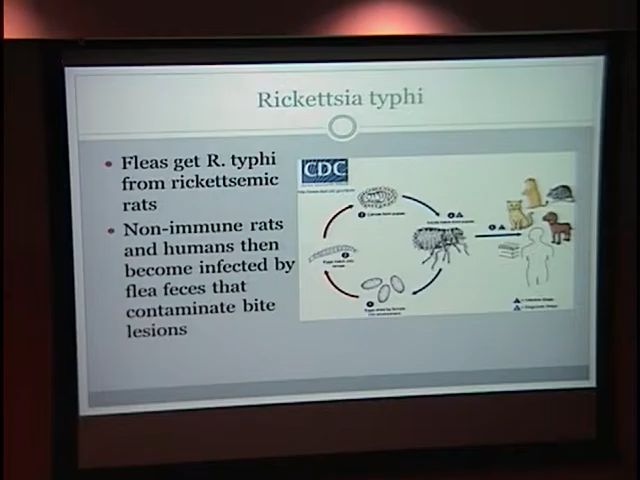 Rickettsia typhi
• Fleas get R. typhi
from rickettsemic
rats
• Non-immune rats
and humans then
become infected by
flea feces that
contaminate bite
lesions
CDC